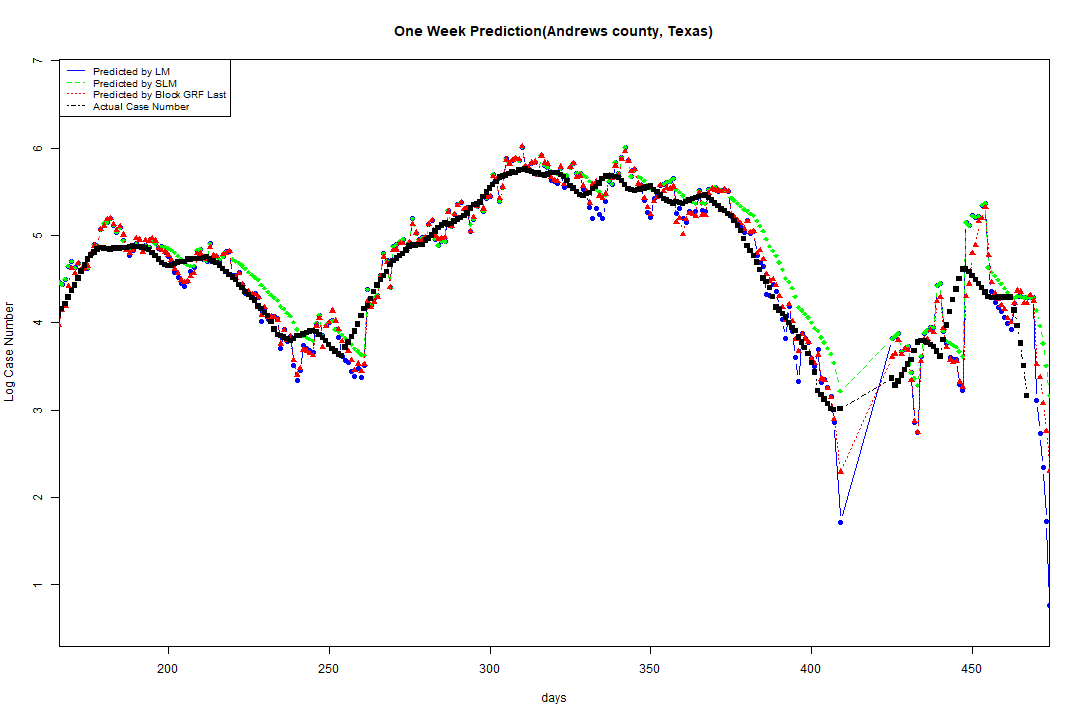 One Week Prediction(Andrews county, Texas)
Predicted by LM
Predicted by SLM
Predicted by Block GRF Last
Actual Case Number
Log Case Number
7
6
5
4
3
2
1
200 250 300 350 400 450
days